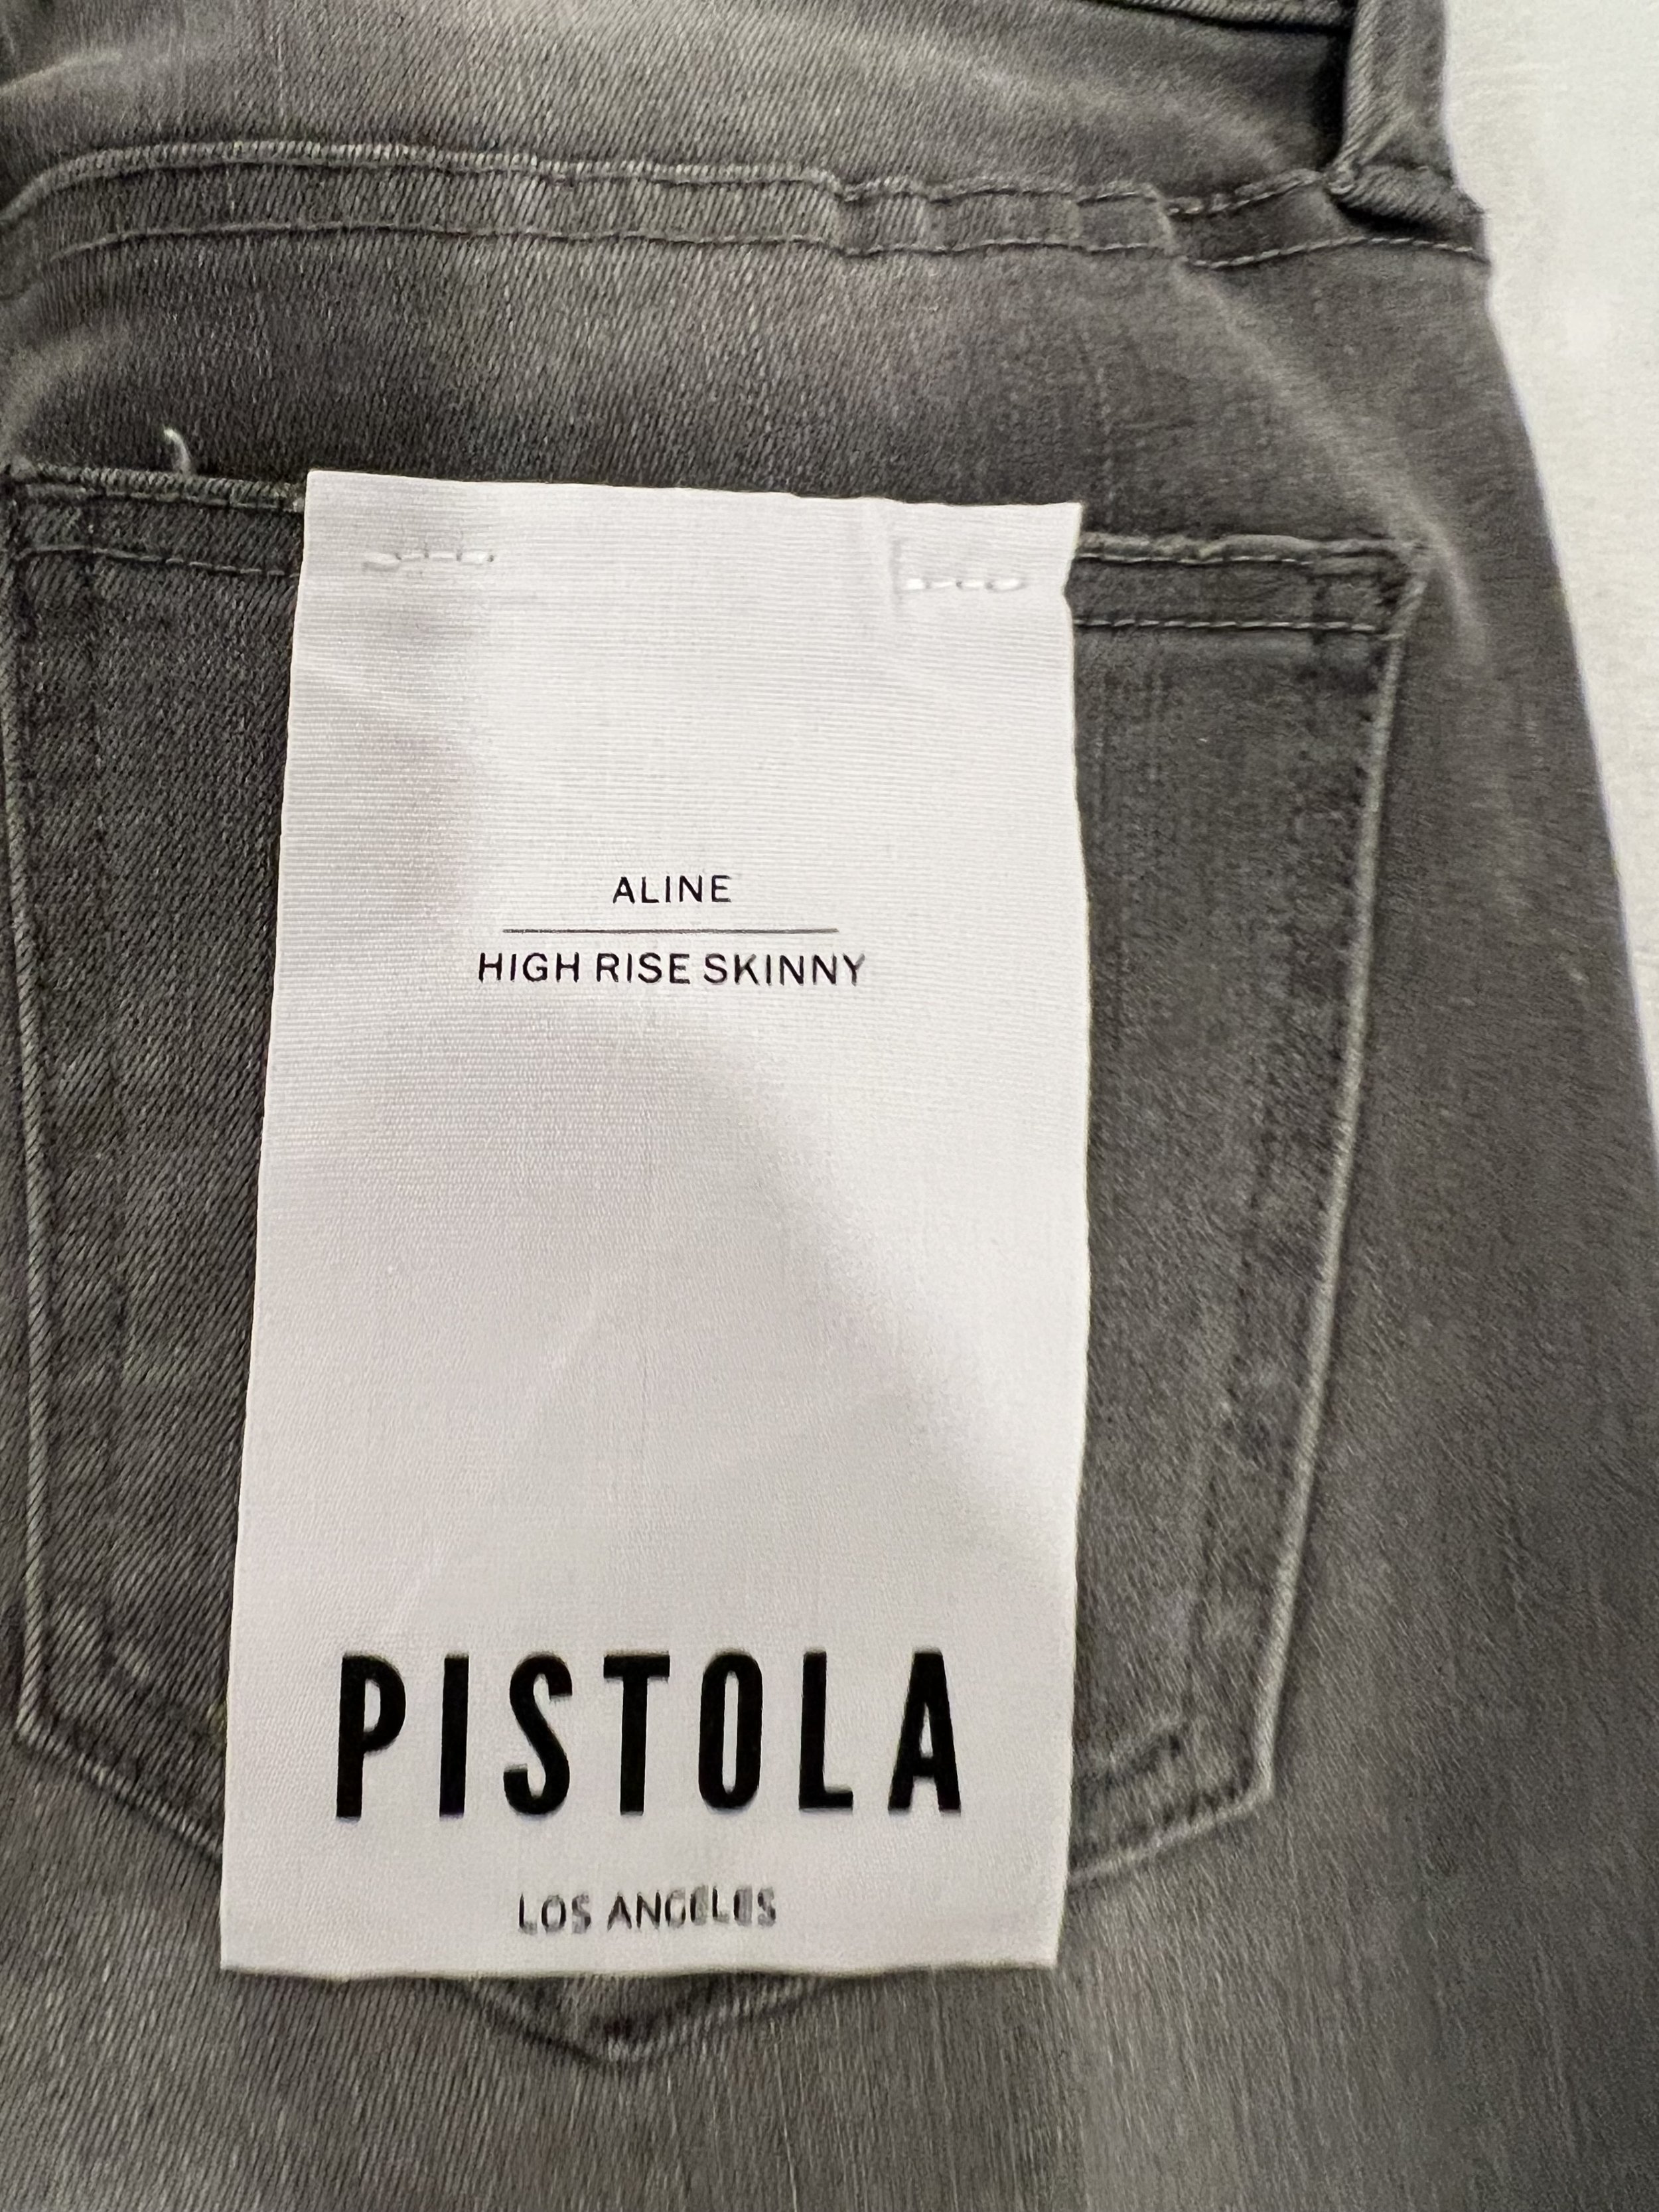 ALINE
HIGH RISE SKINNY
PISTOLA
LOS ANGELES